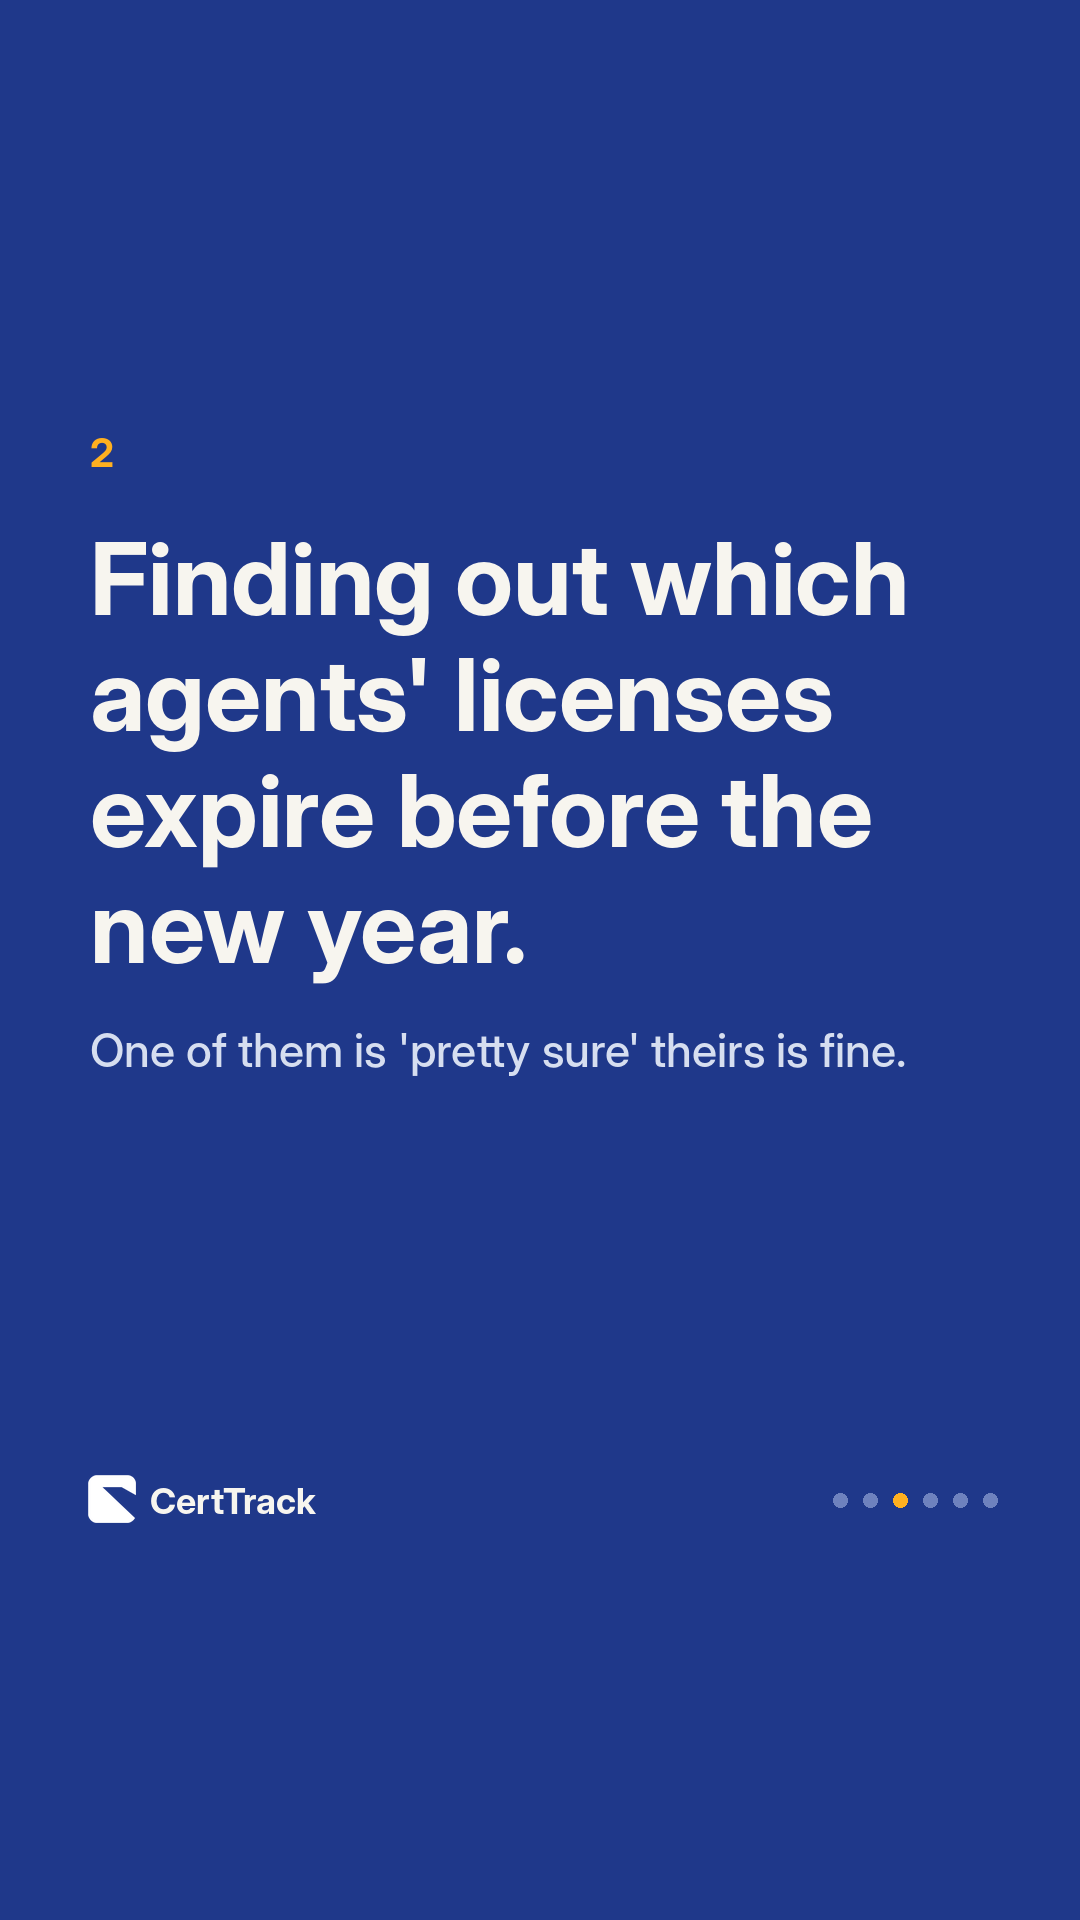 2
Finding out which
agents' licenses
expire before the
new year.
One of them is 'pretty sure' theirs is fine.
CertTrack